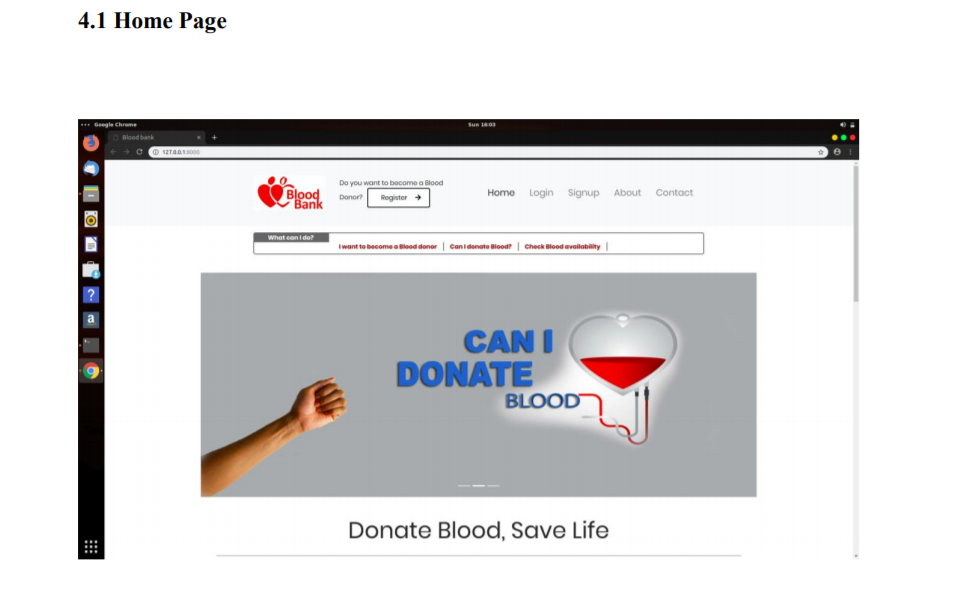 4.1 Home Page
Google Chrome
Sun 16:03
Blood bank
127.0.0.1:8000
Blood
Bank
Do you want to become a Blood
Donor?
Register
Home Login Signup About Contact
What can I do?
I want to become a Blood donor | Can I donate Blood? | Check Blood availability |
CAN I
DONATE
BLOOD
Donate Blood, Save Life